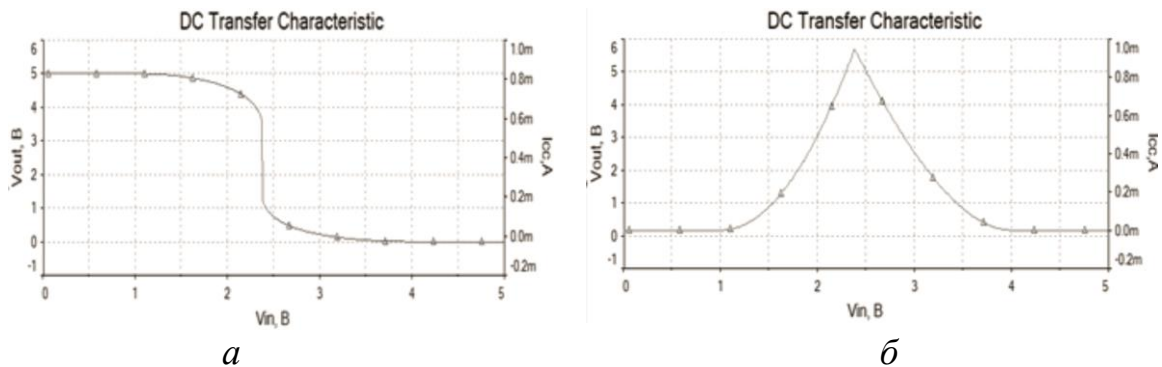 DC Transfer Characteristic
6
5
4
3
2
1
0
-1
Vout, В
1.0m
0.8m
0.6m
0.4m
0.2m
0.0m
-0.2m
Icc,А
0
1
2
3
4
5
Vin, В
а
DC Transfer Characteristic
6
5
4
3
2
1
0
-1
Vout, В
1.0m
0.8m
0.6m
0.4m
0.2m
0.0m
-0.2m
Icc,А
0
1
2
3
4
5
Vin, В
б